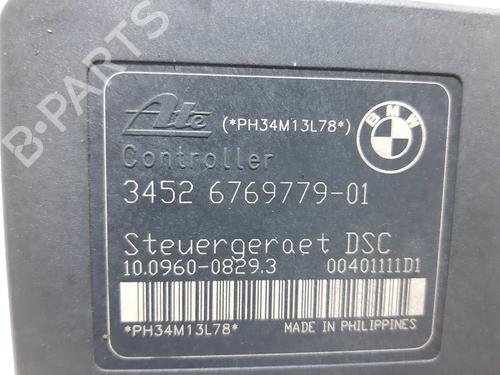 B-PARTS
Ate (*PH34M13L78*)
BMW
Controller
3452 6769779-01
Steuergeraet DSC
10.0960-0829.3 00401111D1
*PH34M13L78* MADE IN PHILIPPINES